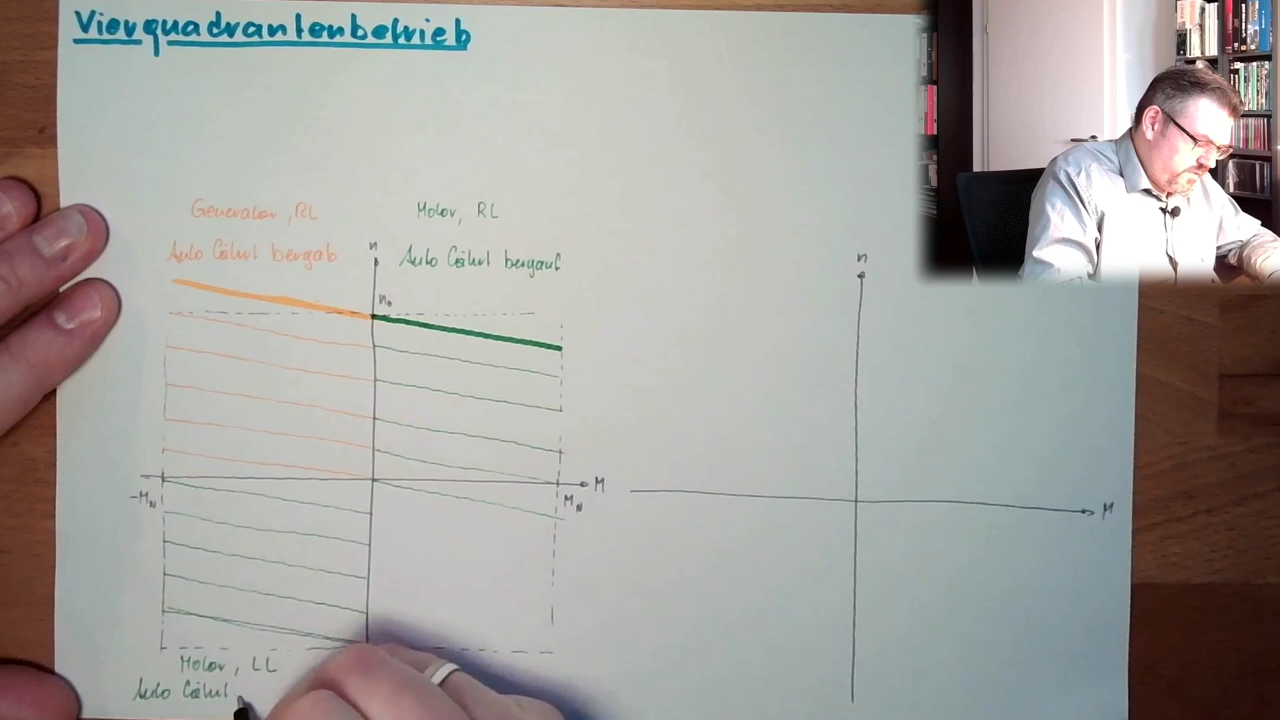 Vierquadrantenbetrieb
Generator, RL
Motor, RL
Auto fährt bergab
n
Auto fährt bergauf
n
n₀
M
-M_N
M_N
M
Motor, LL
Auto fährt